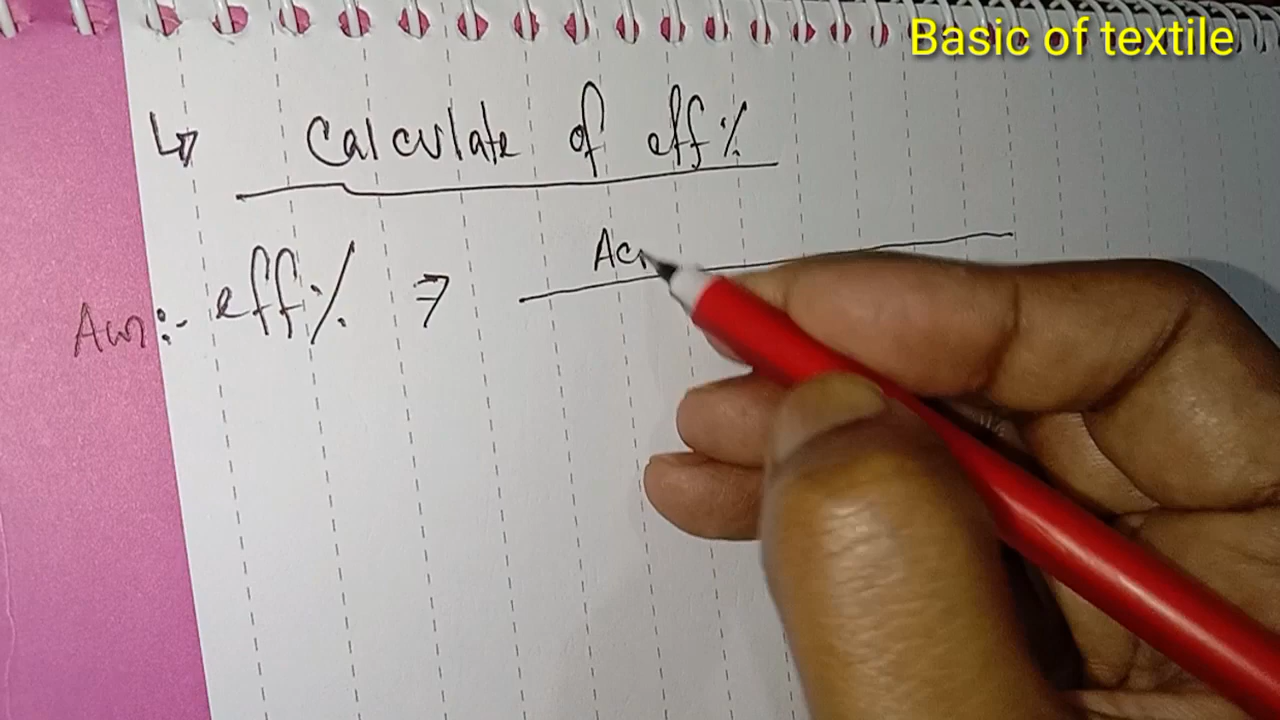 Basic of textile
↳ Calculate of eff%
Ans:- eff% ⇒ Ac